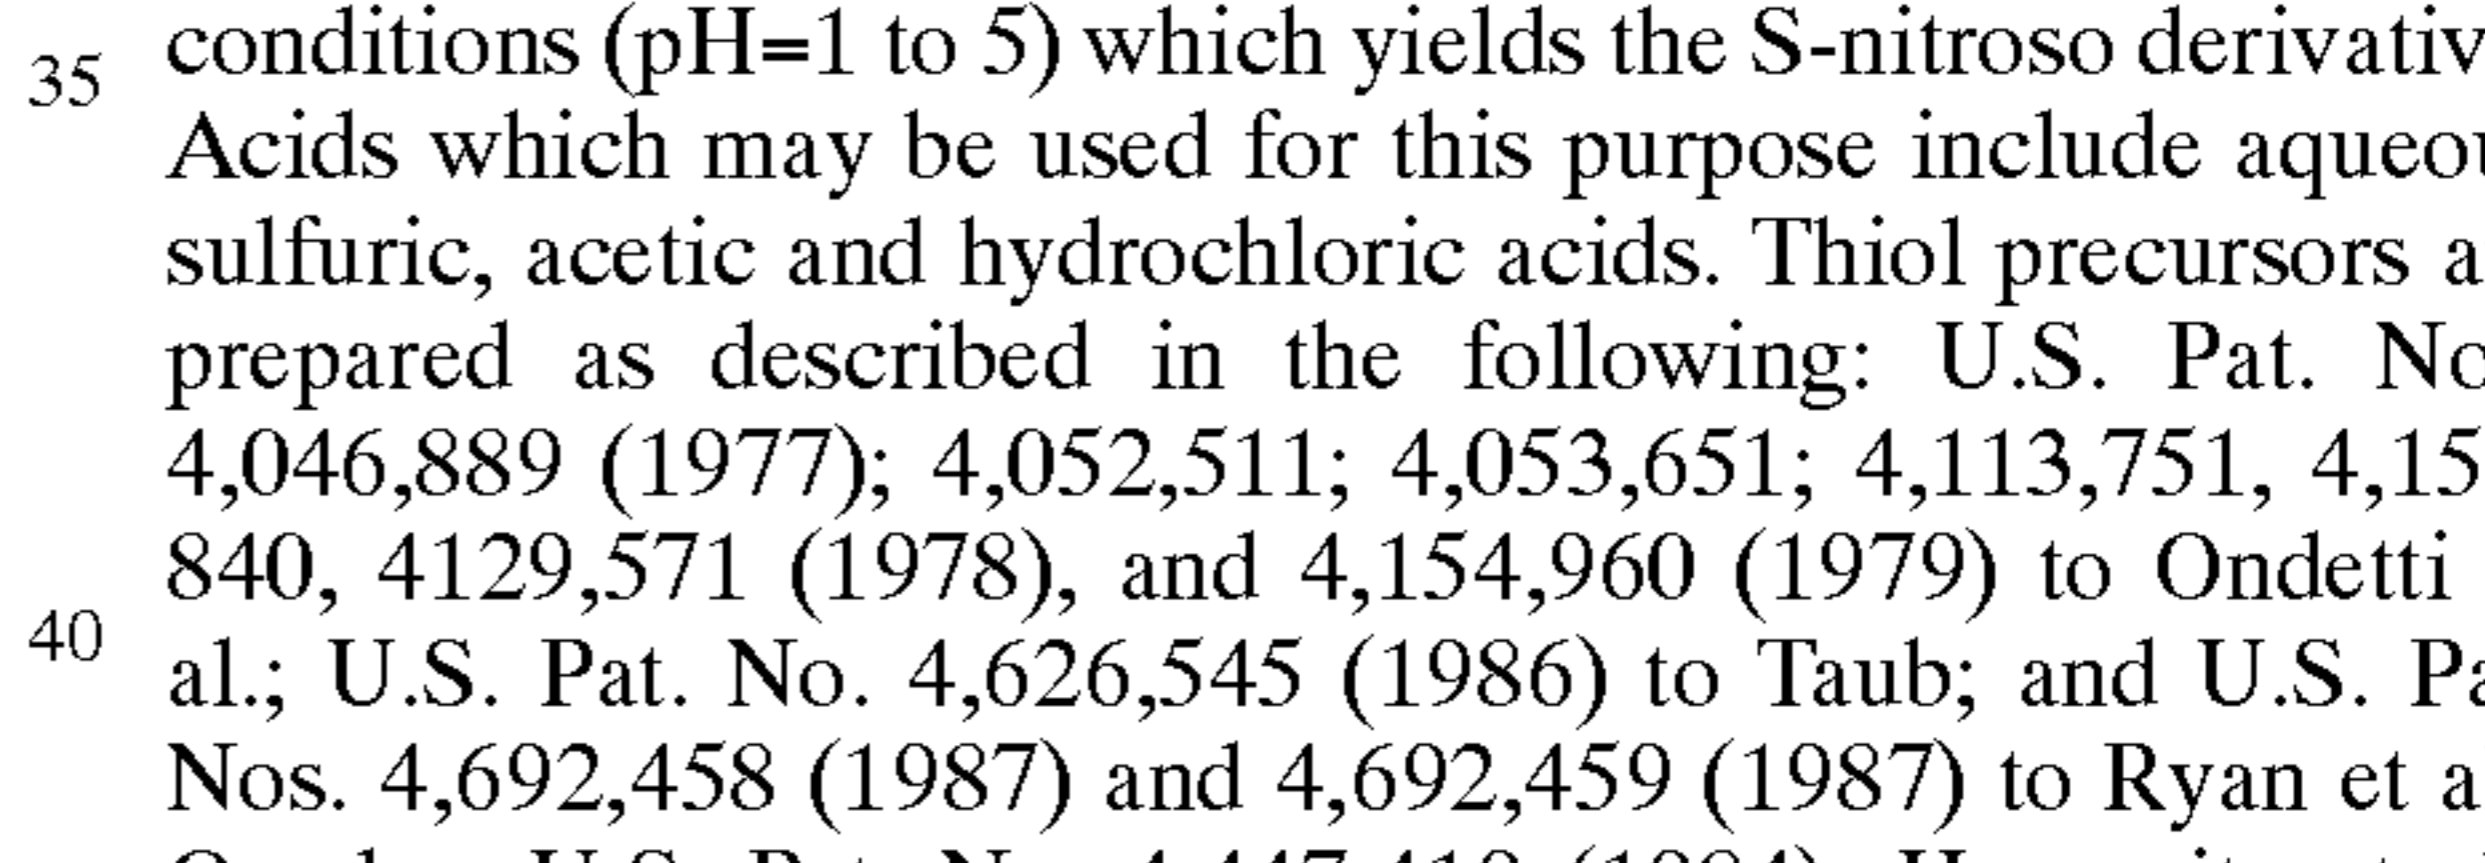 35 conditions (pH=1 to 5) which yields the S-nitroso derivativ
Acids which may be used for this purpose include aqueou
sulfuric, acetic and hydrochloric acids. Thiol precursors a
prepared as described in the following: U.S. Pat. No
4,046,889 (1977); 4,052,511; 4,053,651; 4,113,751, 4,15
840, 4129,571 (1978), and 4,154,960 (1979) to Ondetti
40 al.; U.S. Pat. No. 4,626,545 (1986) to Taub; and U.S. Pa
Nos. 4,692,458 (1987) and 4,692,459 (1987) to Ryan et a